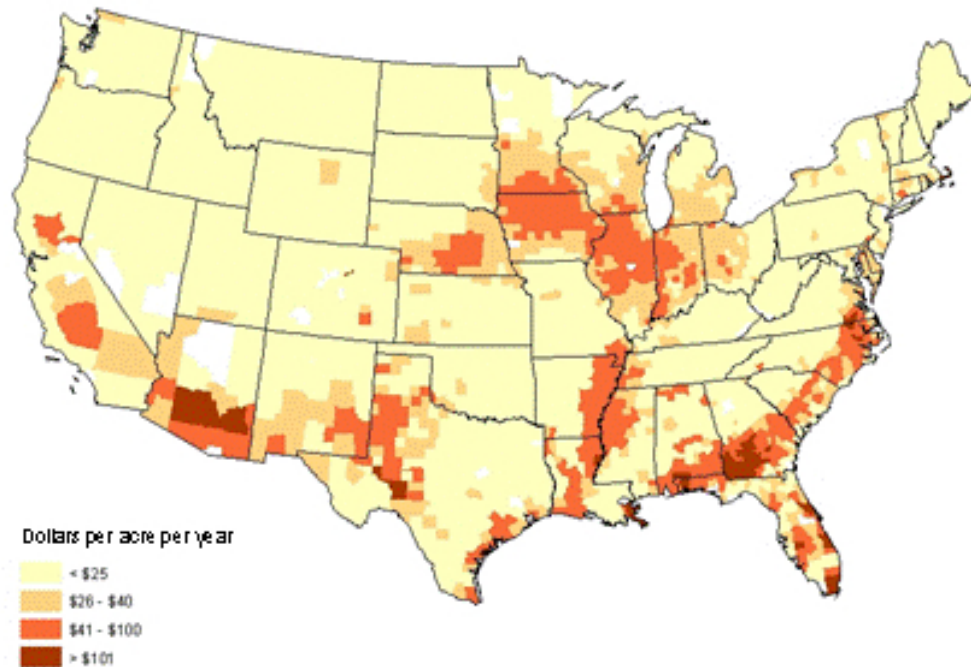 Dollars per acre per year
< $25
$26 - $40
$41 - $100
> $101